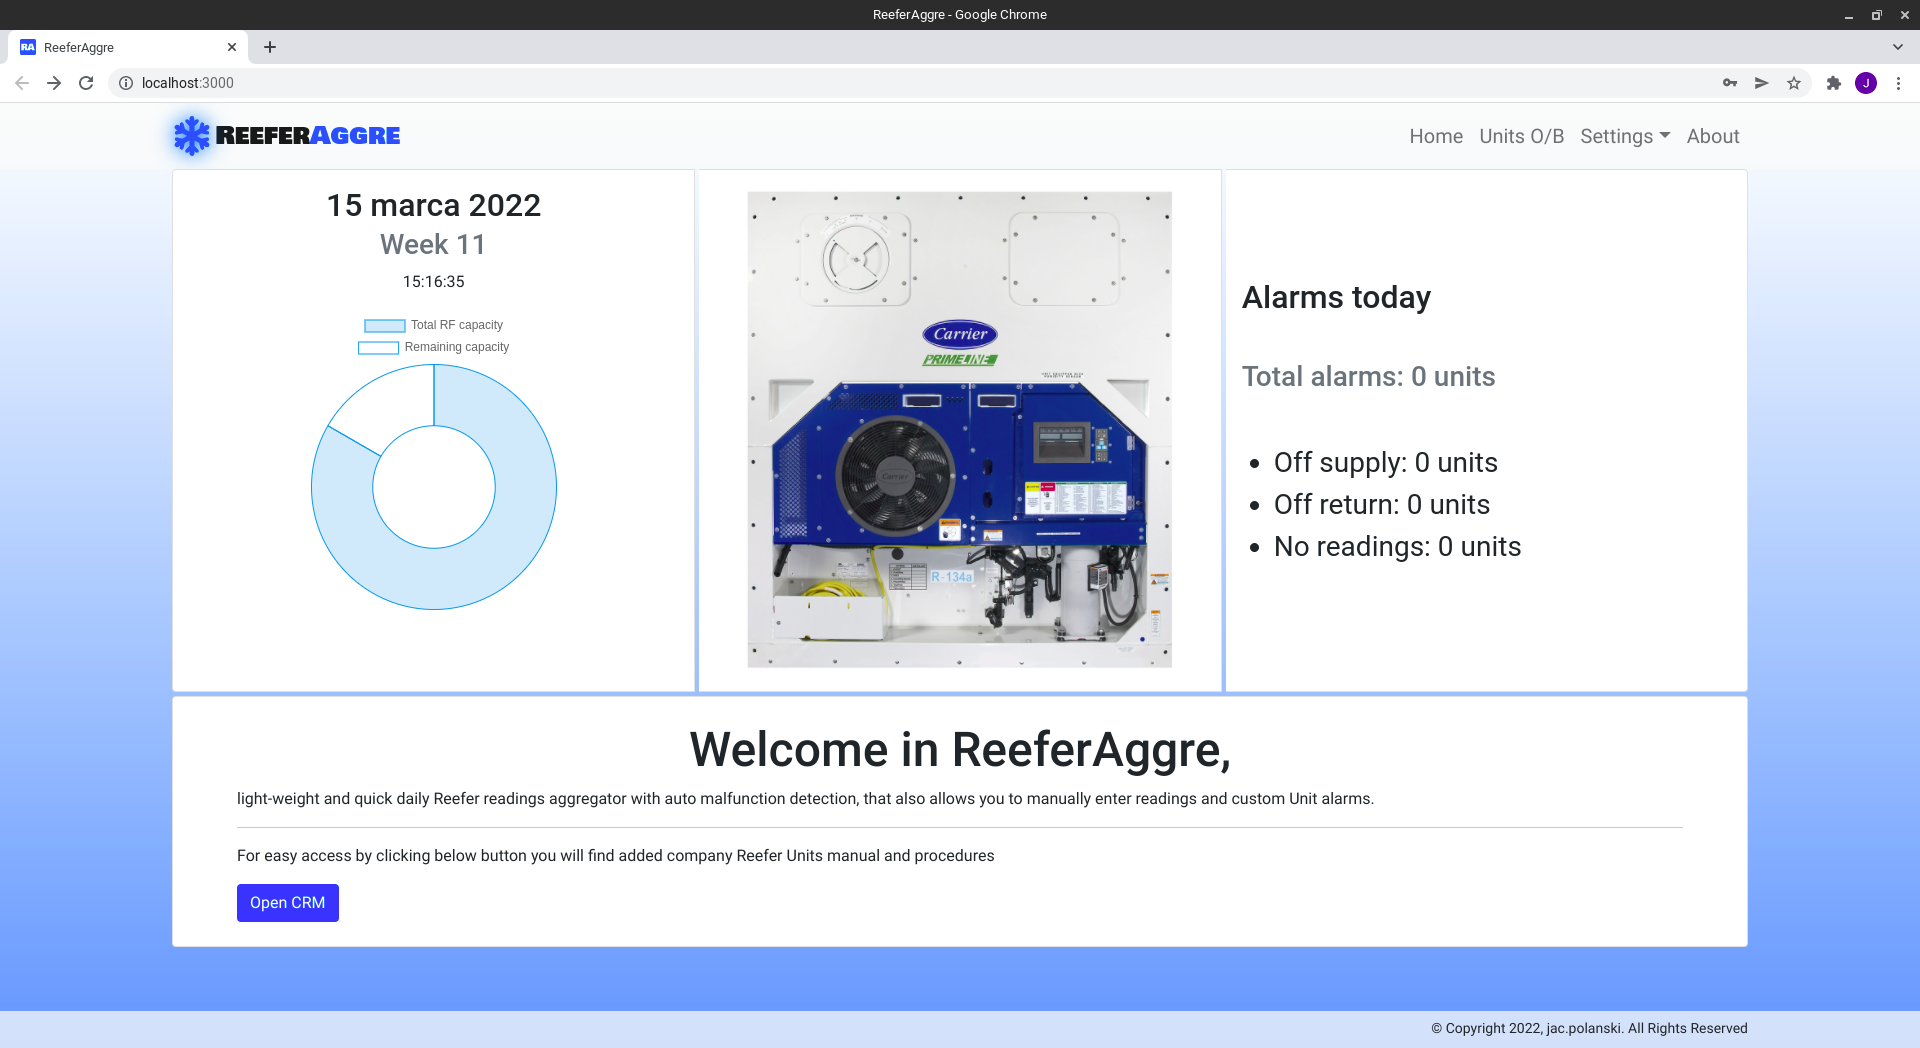 ReeferAggre - Google Chrome
RA ReeferAggre
localhost:3000
J
REEFERAGGRE
Home Units O/B Settings About
15 marca 2022
Week 11
15:16:35
Total RF capacity
Remaining capacity
Carrier
PRIMELINE
Carrier
R-134a
Alarms today
Total alarms: 0 units
Off supply: 0 units
Off return: 0 units
No readings: 0 units
Welcome in ReeferAggre,
light-weight and quick daily Reefer readings aggregator with auto malfunction detection, that also allows you to manually enter readings and custom Unit alarms.
For easy access by clicking below button you will find added company Reefer Units manual and procedures
Open CRM
© Copyright 2022, jac.polanski. All Rights Reserved